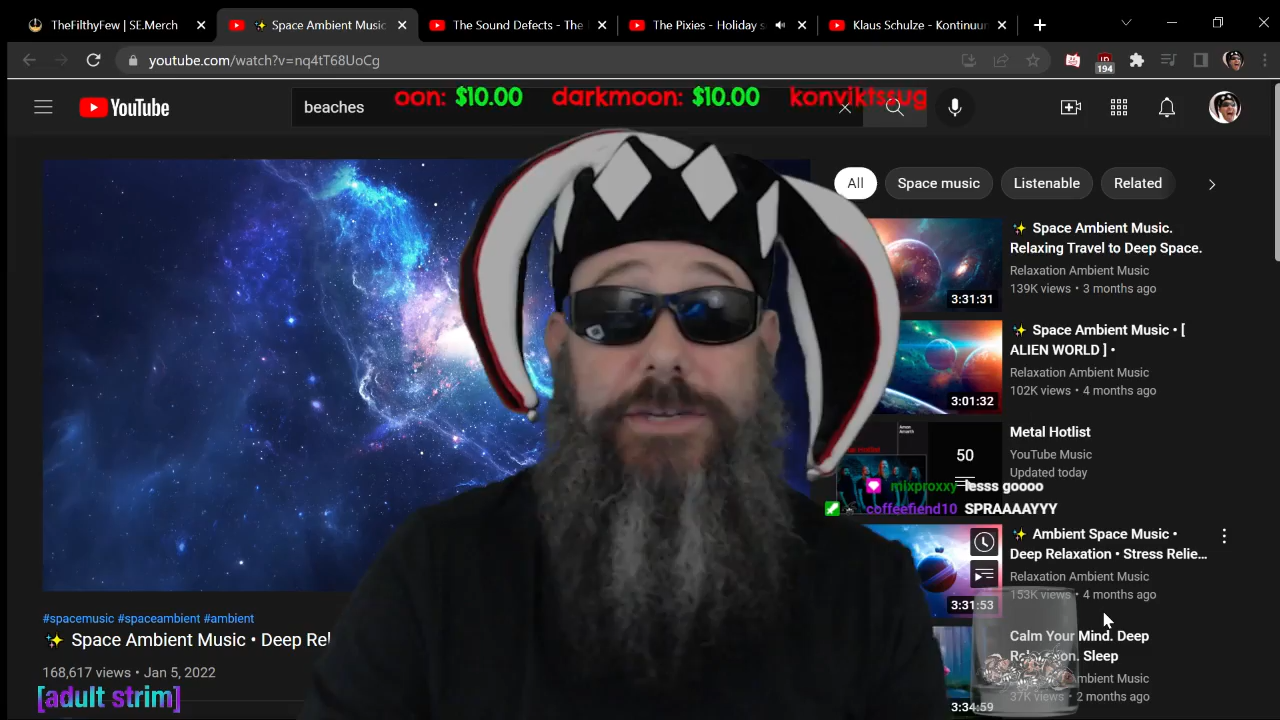 TheFilthyFew | SE.Merch
✨ Space Ambient Music
The Sound Defects - The
The Pixies - Holiday s
Klaus Schulze - Kontinuum
youtube.com/watch?v=nq4tT68UoCg
194
oon: $10.00 darkmoon: $10.00 konviktssug
YouTube
beaches
All
Space music
Listenable
Related
✨ Space Ambient Music.
Relaxing Travel to Deep Space.
Relaxation Ambient Music
139K views • 3 months ago
3:31:31
✨ Space Ambient Music • [
ALIEN WORLD ] •
Relaxation Ambient Music
102K views • 4 months ago
3:01:32
Metal Hotlist
YouTube Music
Updated today
50
mixproxxy lesss goooo
coffeefiend10 SPRAAAAYYY
✨ Ambient Space Music •
Deep Relaxation • Stress Relie...
Relaxation Ambient Music
153K views • 4 months ago
3:31:53
Calm Your Mind. Deep
Sleep
Ambient Music
37K views • 2 months ago
3:34:59
#spacemusic #spaceambient #ambient
✨ Space Ambient Music • Deep Rel
168,617 views • Jan 5, 2022
[adult strim]